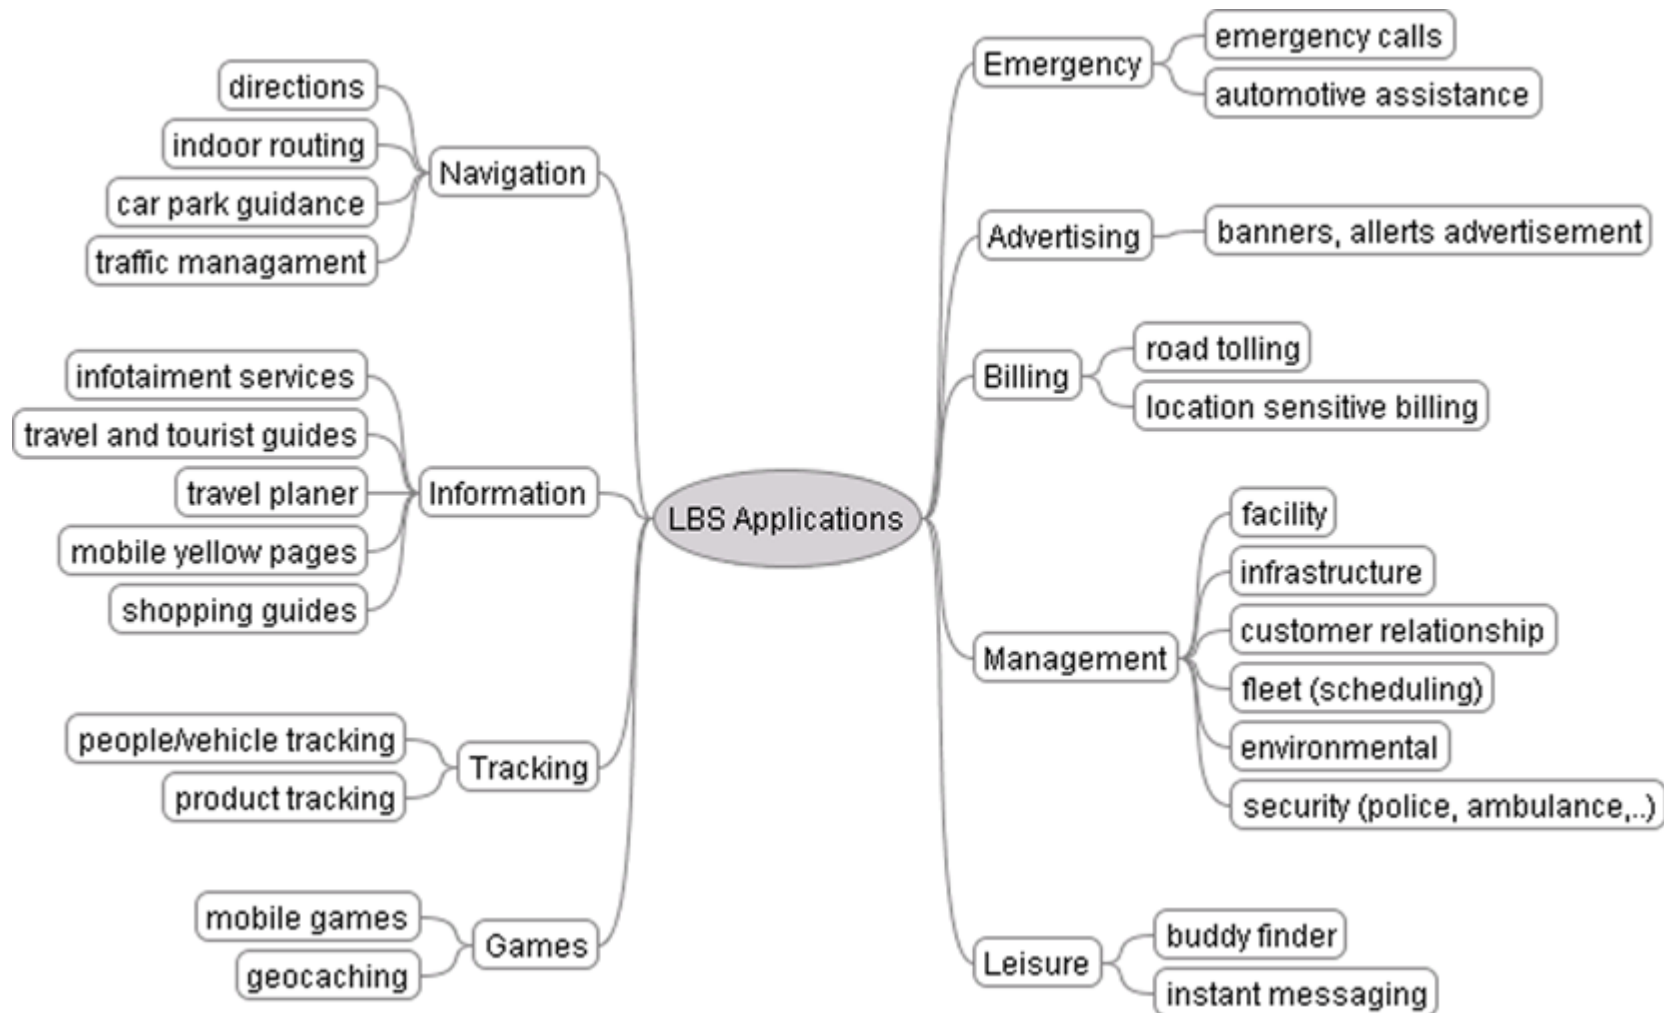 LBS Applications
Navigation
directions
indoor routing
car park guidance
traffic managament
Information
infotaiment services
travel and tourist guides
travel planer
mobile yellow pages
shopping guides
Tracking
people/vehicle tracking
product tracking
Games
mobile games
geocaching
Emergency
emergency calls
automotive assistance
Advertising
banners, allerts advertisement
Billing
road tolling
location sensitive billing
Management
facility
infrastructure
customer relationship
fleet (scheduling)
environmental
security (police, ambulance,..)
Leisure
buddy finder
instant messaging